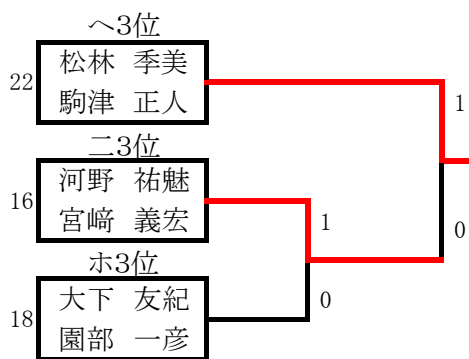 ヘ3位
22
松林 季美
駒津 正人
1
ニ3位
16
河野 祐魅
宮﨑 義宏
1
0
ホ3位
18
大下 友紀
園部 一彦
0